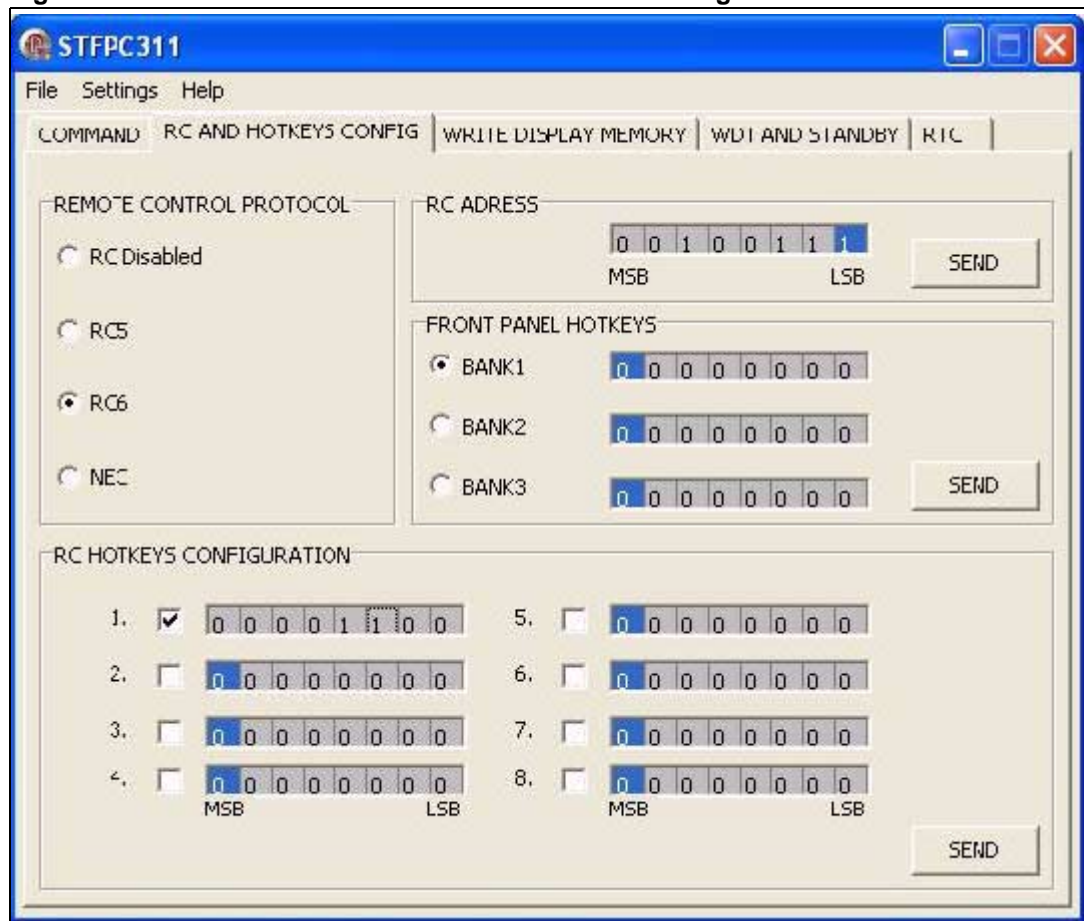 STFPC311
File Settings Help
COMMAND RC AND HOTKEYS CONFIG WRITE DISPLAY MEMORY WDT AND STANDBY RTC
REMOTE CONTROL PROTOCOL
RC Disabled
RC5
RC6
NEC
RC ADRESS
0 0 1 0 0 1 1 1
MSB LSB
SEND
FRONT PANEL HOTKEYS
BANK1 0 0 0 0 0 0 0 0
BANK2 0 0 0 0 0 0 0 0
BANK3 0 0 0 0 0 0 0 0
SEND
RC HOTKEYS CONFIGURATION
1. 0 0 0 0 1 1 0 0 5. 0 0 0 0 0 0 0 0
2. 0 0 0 0 0 0 0 0 6. 0 0 0 0 0 0 0 0
3. 0 0 0 0 0 0 0 0 7. 0 0 0 0 0 0 0 0
4. 0 0 0 0 0 0 0 0 8. 0 0 0 0 0 0 0 0
MSB LSB MSB LSB
SEND